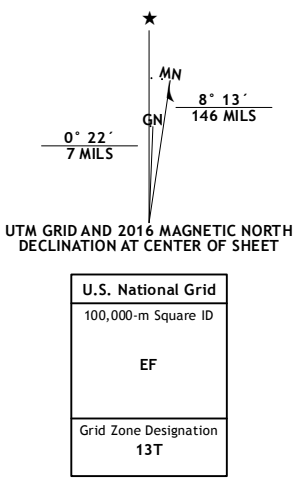 MN
8° 13´
146 MILS
GN
0° 22´
7 MILS
UTM GRID AND 2016 MAGNETIC NORTH
DECLINATION AT CENTER OF SHEET
U.S. National Grid
100,000-m Square ID
EF
Grid Zone Designation
13T